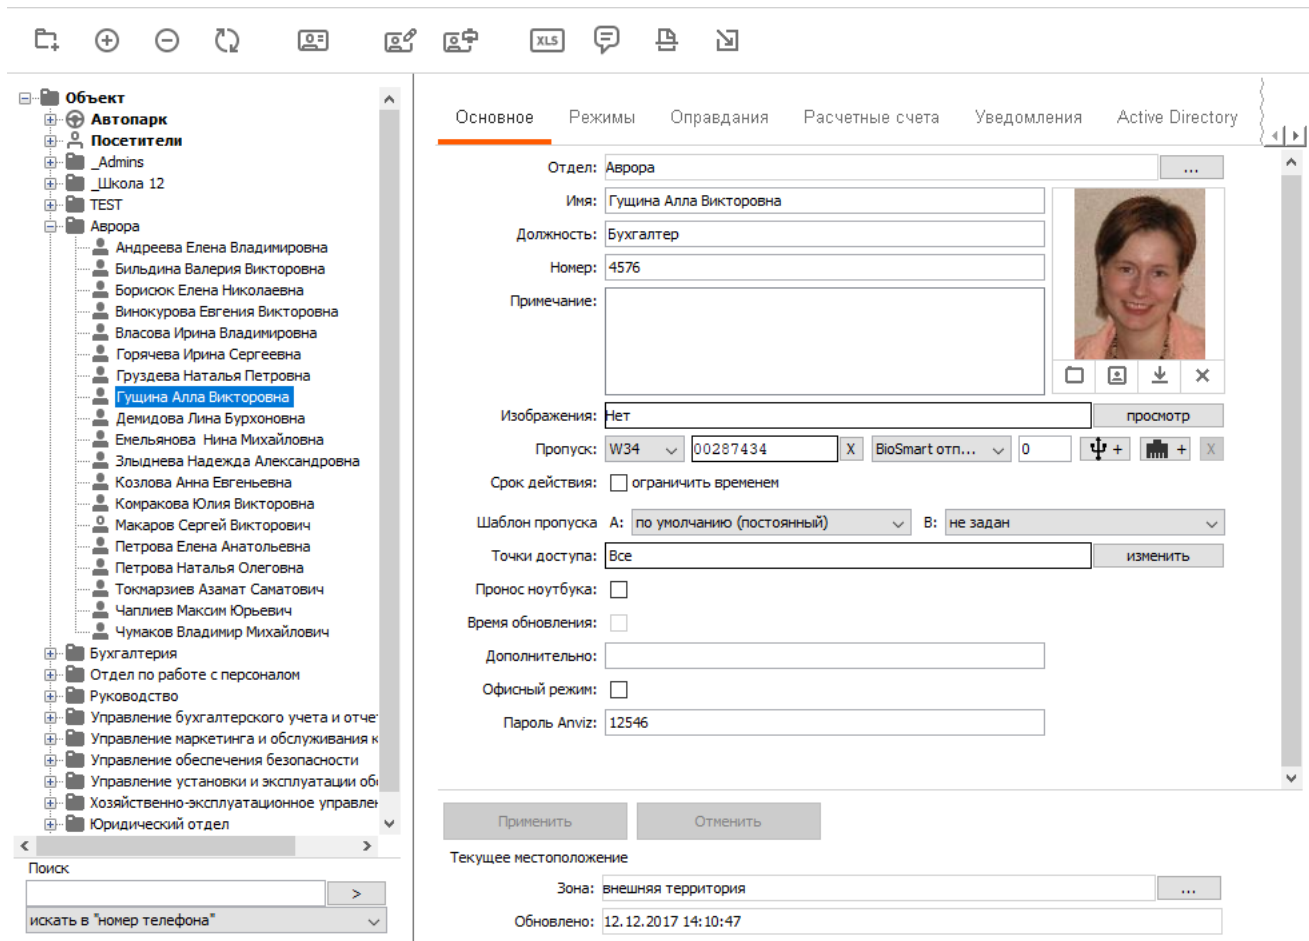 XLS
Объект
Автопарк
Посетители
_Admins
_Школа 12
TEST
Аврора
Андреева Елена Владимировна
Бильдина Валерия Викторовна
Борисюк Елена Николаевна
Винокурова Евгения Викторовна
Власова Ирина Владимировна
Горячева Ирина Сергеевна
Груздева Наталья Петровна
Гущина Алла Викторовна
Демидова Лина Бурхоновна
Емельянова  Нина Михайловна
Злыднева Надежда Александровна
Козлова Анна Евгеньевна
Комракова Юлия Викторовна
Макаров Сергей Викторович
Петрова Елена Анатольевна
Петрова Наталья Олеговна
Токмарзиев Азамат Саматович
Чаплиев Максим Юрьевич
Чумаков Владимир Михайлович
Бухгалтерия
Отдел по работе с персоналом
Руководство
Управление бухгалтерского учета и отче
Управление маркетинга и обслуживания к
Управление обеспечения безопасности
Управление установки и эксплуатации об
Хозяйственно-эксплуатационное управле
Юридический отдел
Поиск
>
искать в "номер телефона"
Основное Режимы Оправдания Расчетные счета Уведомления Active Directory
Отдел: Аврора ...
Имя: Гущина Алла Викторовна
Должность: Бухгалтер
Номер: 4576
Примечание:
Изображения: Нет просмотр
Пропуск: W34 00287434 X BioSmart отп... 0 + + X
Срок действия: ограничить временем
Шаблон пропуска A: по умолчанию (постоянный) B: не задан
Точки доступа: Все изменить
Пронос ноутбука:
Время обновления:
Дополнительно:
Офисный режим:
Пароль Anviz: 12546
Применить Отменить
Текущее местоположение
Зона: внешняя территория ...
Обновлено: 12.12.2017 14:10:47